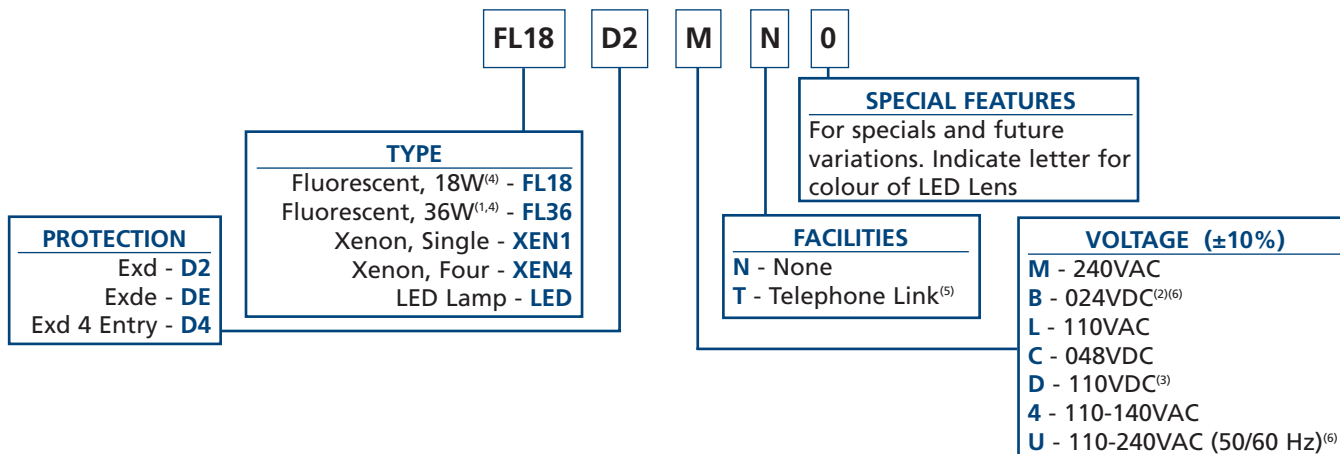 FL18 D2 M N 0
SPECIAL FEATURES
For specials and future
variations. Indicate letter for
colour of LED Lens
TYPE
Fluorescent, 18W(4) - FL18
Fluorescent, 36W(1,4) - FL36
Xenon, Single - XEN1
Xenon, Four - XEN4
LED Lamp - LED
PROTECTION
Exd - D2
Exde - DE
Exd 4 Entry - D4
FACILITIES
N - None
T - Telephone Link(5)
VOLTAGE (±10%)
M - 240VAC
B - 024VDC(2)(6)
L - 110VAC
C - 048VDC
D - 110VDC(3)
4 - 110-140VAC
U - 110-240VAC (50/60 Hz)(6)